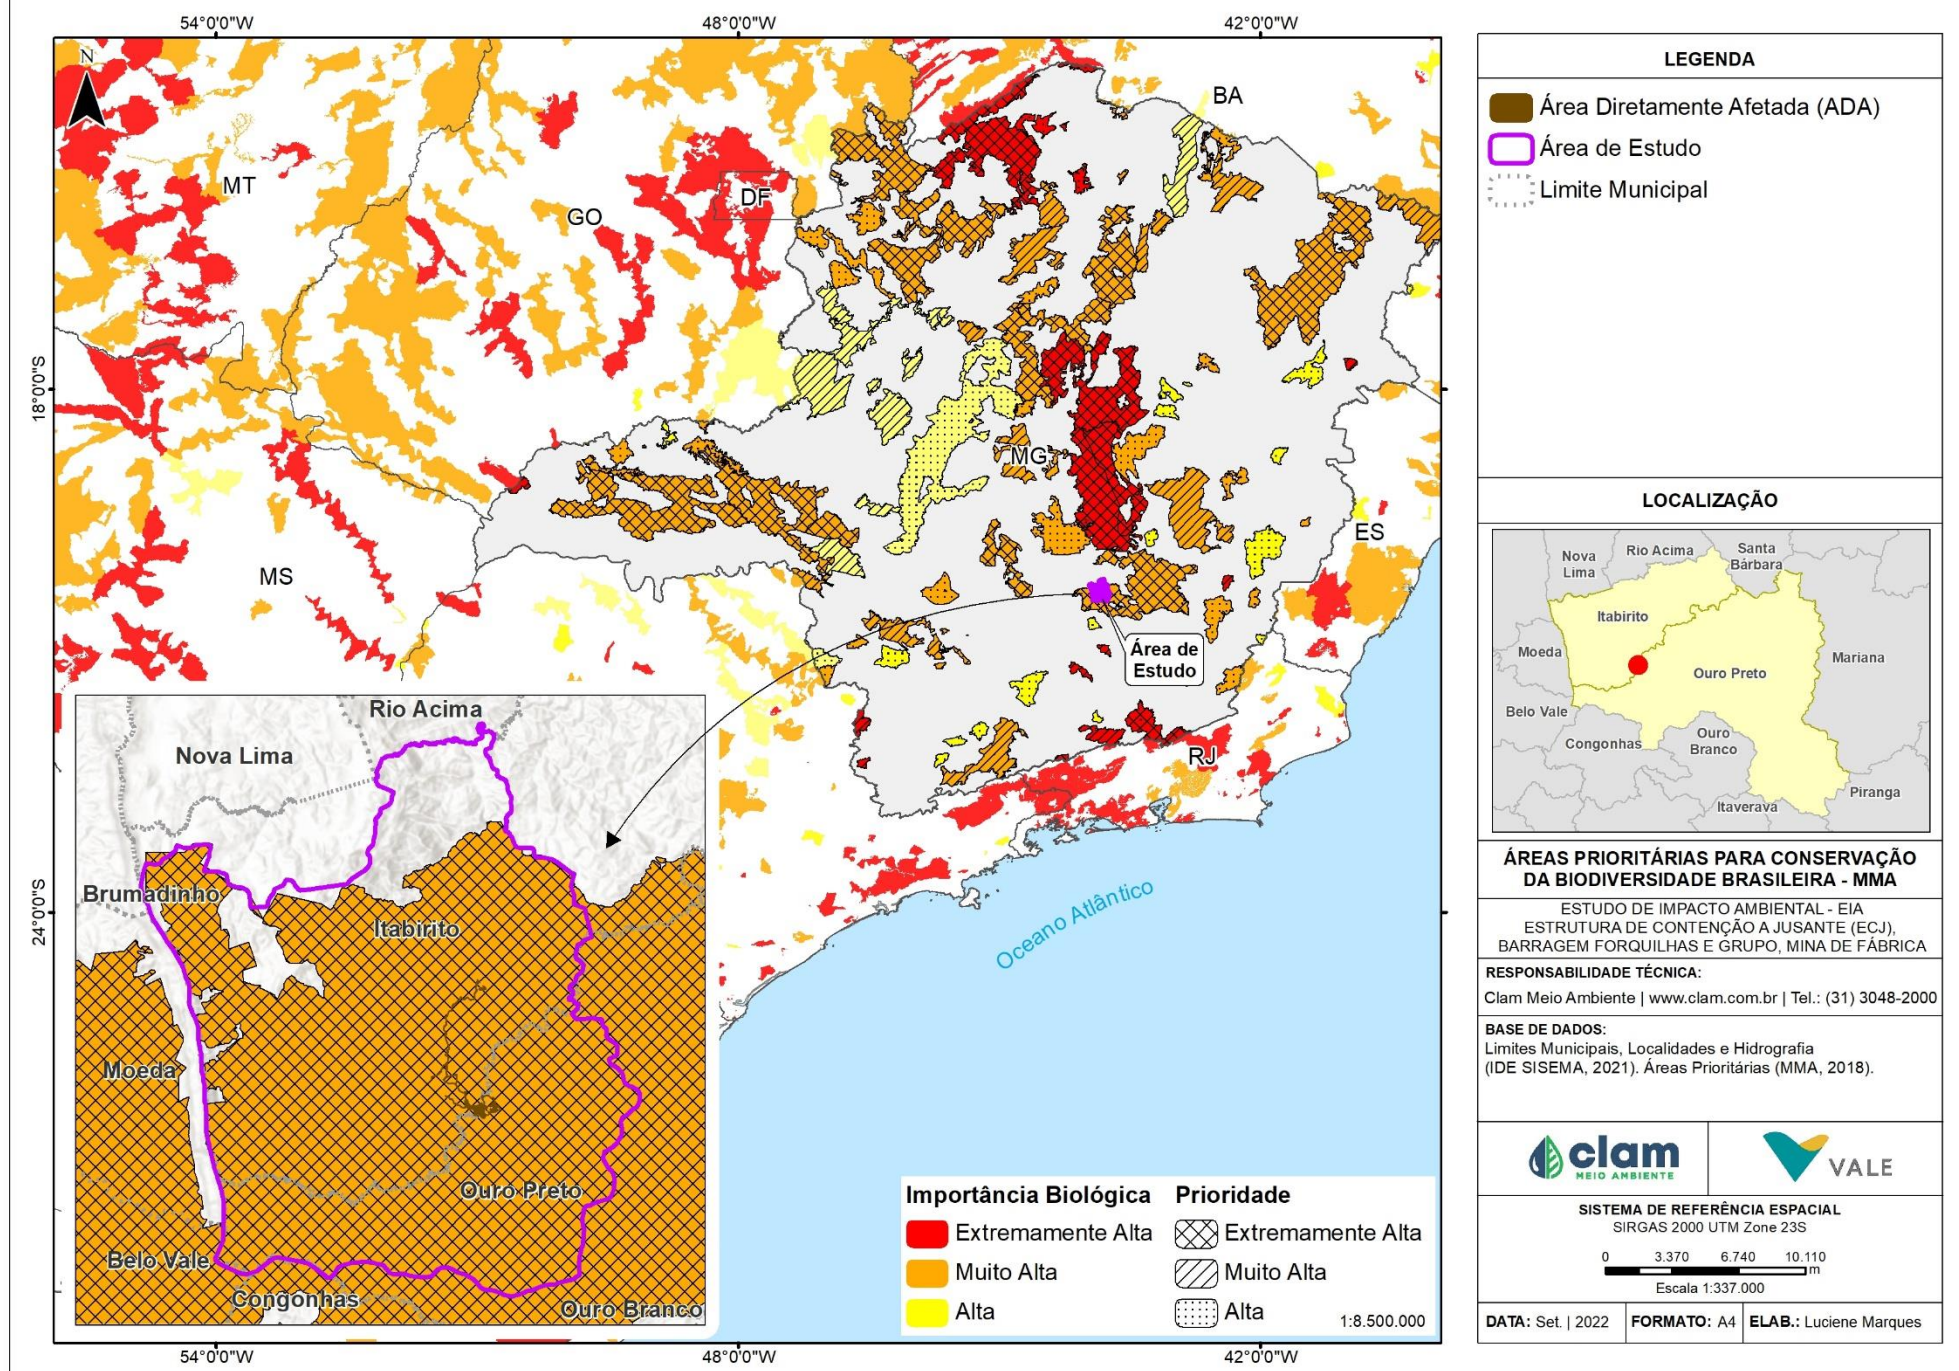 54°0'0"W
48°0'0"W
42°0'0"W
N
BA
MT
DF
GO
18°0'0"S
MG
ES
MS
Área de
Estudo
RJ
24°0'0"S
Oceano Atlântico
Rio Acima
Nova Lima
Brumadinho
Itabirito
Moeda
Ouro Preto
Belo Vale
Congonhas
Ouro Branco
Importância Biológica
Extremamente Alta
Muito Alta
Alta
Prioridade
Extremamente Alta
Muito Alta
Alta
1:8.500.000
54°0'0"W
48°0'0"W
42°0'0"W
LEGENDA
Área Diretamente Afetada (ADA)
Área de Estudo
Limite Municipal
LOCALIZAÇÃO
Nova
Lima
Rio Acima
Santa
Bárbara
Itabirito
Moeda
Ouro Preto
Mariana
Belo Vale
Congonhas
Ouro
Branco
Itaverava
Piranga
ÁREAS PRIORITÁRIAS PARA CONSERVAÇÃO
DA BIODIVERSIDADE BRASILEIRA - MMA
ESTUDO DE IMPACTO AMBIENTAL - EIA
ESTRUTURA DE CONTENÇÃO A JUSANTE (ECJ),
BARRAGEM FORQUILHAS E GRUPO, MINA DE FÁBRICA
RESPONSABILIDADE TÉCNICA:
Clam Meio Ambiente | www.clam.com.br | Tel.: (31) 3048-2000
BASE DE DADOS:
Limites Municipais, Localidades e Hidrografia
(IDE SISEMA, 2021). Áreas Prioritárias (MMA, 2018).
clam
MEIO AMBIENTE
VALE
SISTEMA DE REFERÊNCIA ESPACIAL
SIRGAS 2000 UTM Zone 23S
0 3.370 6.740 10.110
m
Escala 1:337.000
DATA: Set. | 2022
FORMATO: A4
ELAB.: Luciene Marques